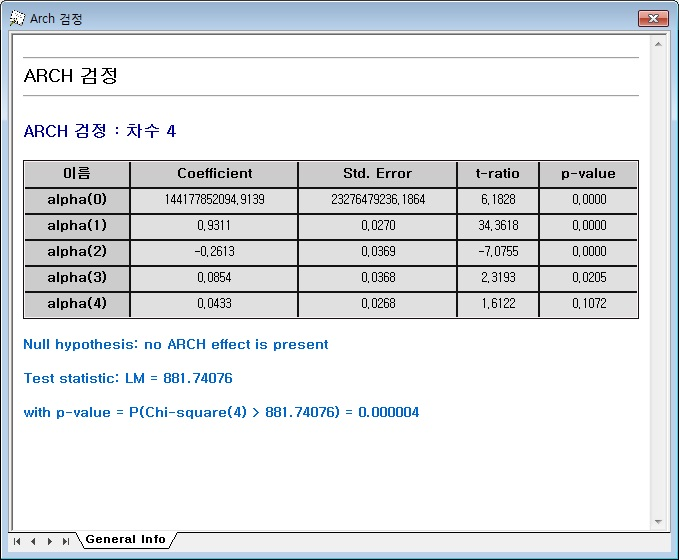 Arch 검정
ARCH 검정
ARCH 검정 : 차수 4
이름 Coefficient Std. Error t-ratio p-value
alpha(0) 144177852094,9139 23276479236,1864 6,1828 0,0000
alpha(1) 0,9311 0,0270 34,3618 0,0000
alpha(2) -0,2613 0,0369 -7,0755 0,0000
alpha(3) 0,0854 0,0368 2,3193 0,0205
alpha(4) 0,0433 0,0268 1,6122 0,1072
Null hypothesis: no ARCH effect is present
Test statistic: LM = 881.74076
with p-value = P(Chi-square(4) > 881.74076) = 0.000004
General Info